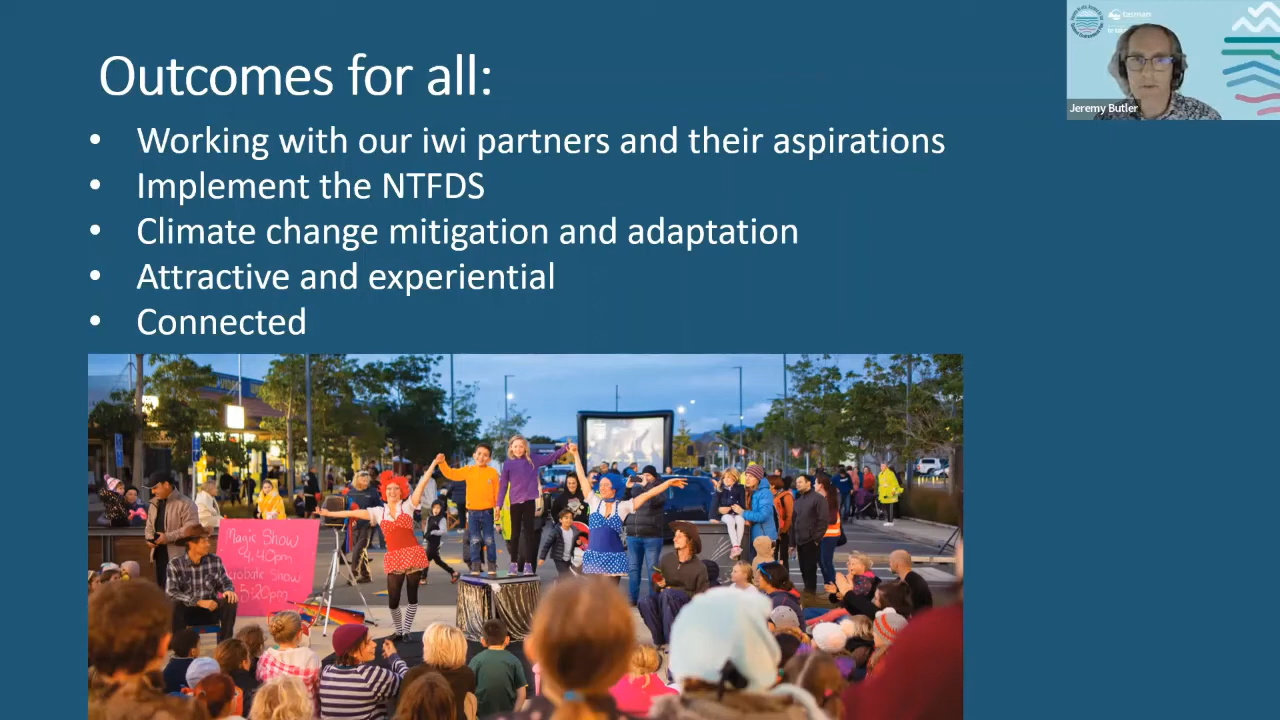 Outcomes for all:
• Working with our iwi partners and their aspirations
• Implement the NTFDS
• Climate change mitigation and adaptation
• Attractive and experiential
• Connected
tasman
Jeremy Butler
Magic Show
4.40pm
Acrobatic Show
5:20pm